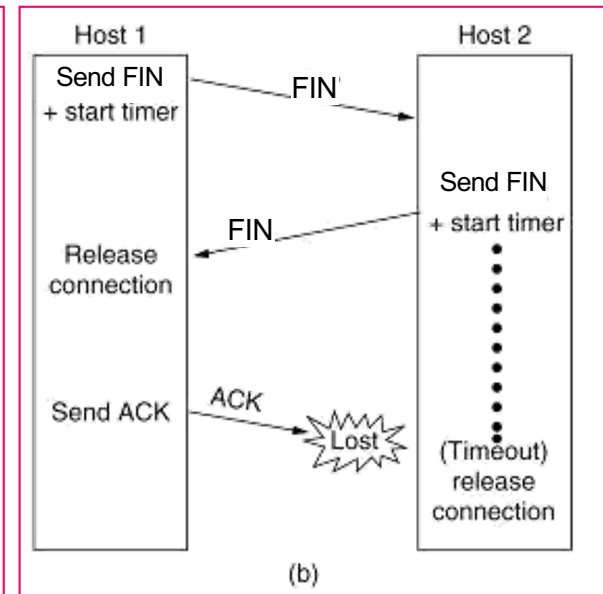 Host 1
Host 2
Send FIN
+ start timer
FIN
Send FIN
+ start timer
FIN
Release
connection
Send ACK
ACK
Lost
(Timeout)
release
connection
(b)